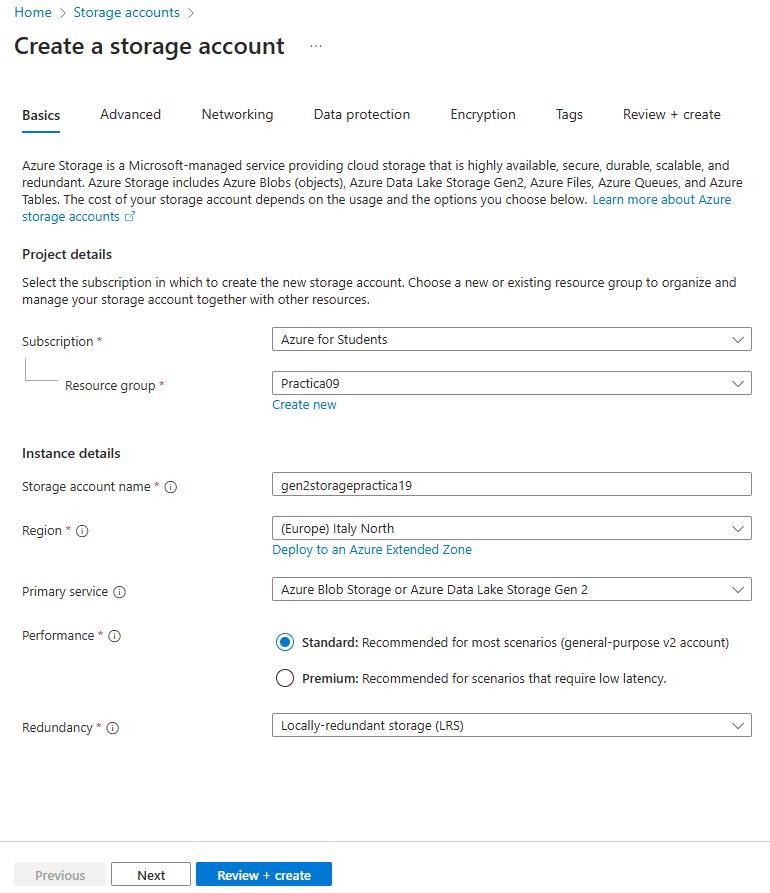 Home > Storage accounts >
Create a storage account ...
Basics Advanced Networking Data protection Encryption Tags Review + create
Azure Storage is a Microsoft-managed service providing cloud storage that is highly available, secure, durable, scalable, and
redundant. Azure Storage includes Azure Blobs (objects), Azure Data Lake Storage Gen2, Azure Files, Azure Queues, and Azure
Tables. The cost of your storage account depends on the usage and the options you choose below. Learn more about Azure
storage accounts
Project details
Select the subscription in which to create the new storage account. Choose a new or existing resource group to organize and
manage your storage account together with other resources.
Subscription * Azure for Students
Resource group * Practica09
Create new
Instance details
Storage account name * gen2storagepractica19
Region * (Europe) Italy North
Deploy to an Azure Extended Zone
Primary service Azure Blob Storage or Azure Data Lake Storage Gen 2
Performance * Standard: Recommended for most scenarios (general-purpose v2 account)
Premium: Recommended for scenarios that require low latency.
Redundancy * Locally-redundant storage (LRS)
Previous Next Review + create